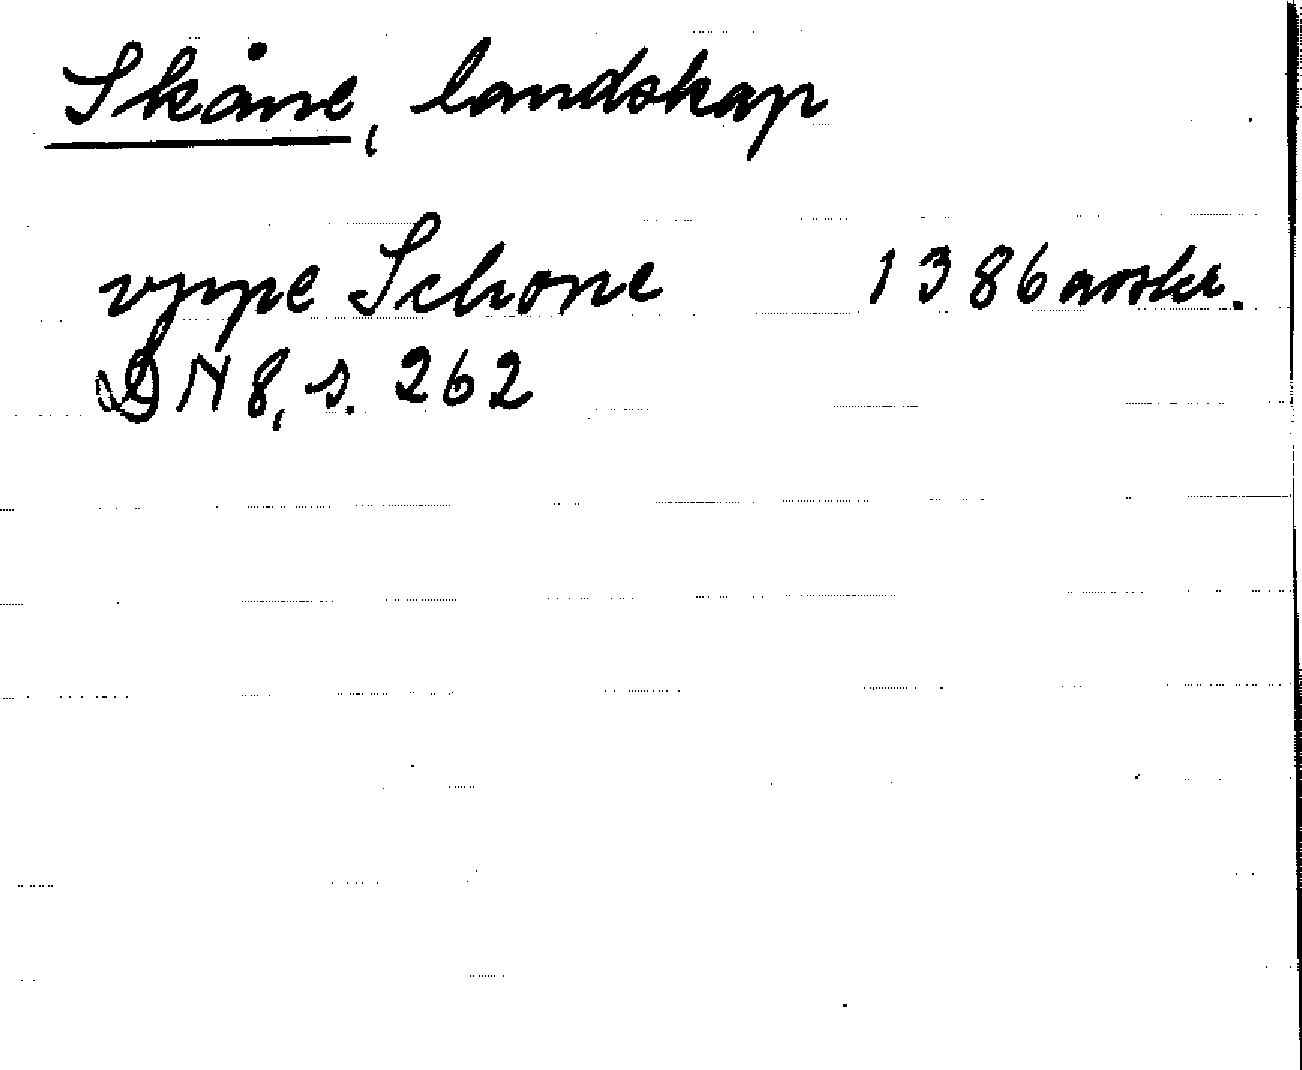 Skåne, landskap
vppe Schone 1386 avskr.
DN 8, s. 262